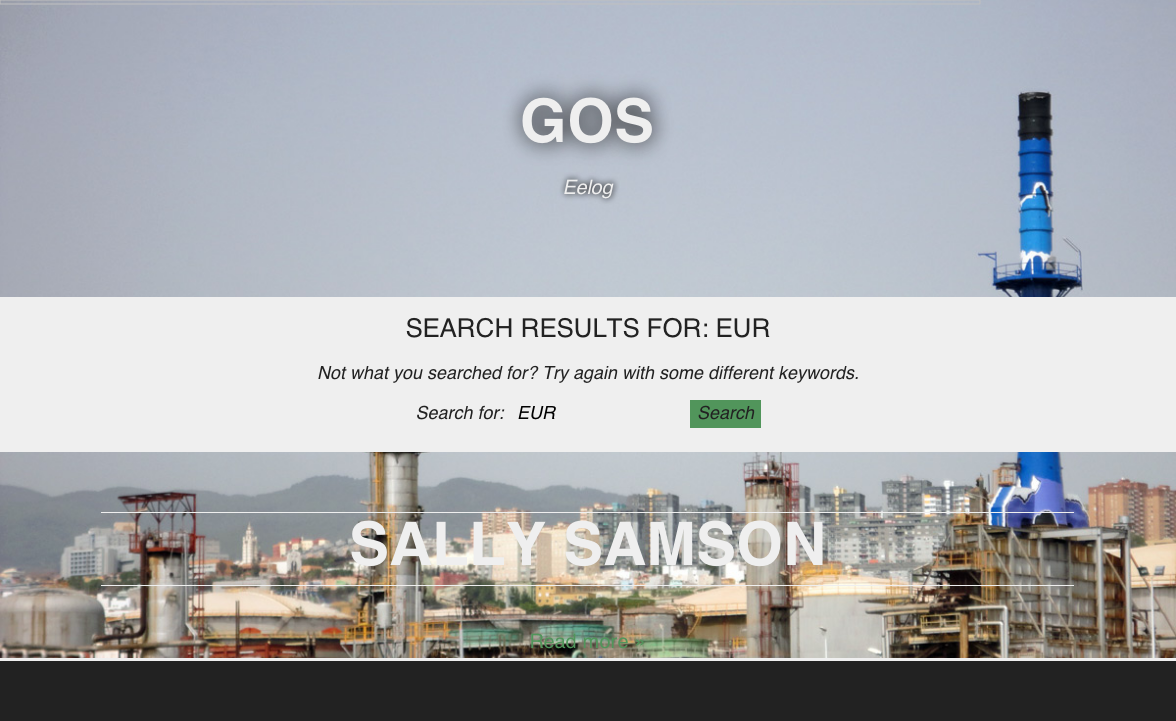 GOS
Eelog
SEARCH RESULTS FOR: EUR
Not what you searched for? Try again with some different keywords.
Search for: EUR Search
SALLY SAMSON
Read more